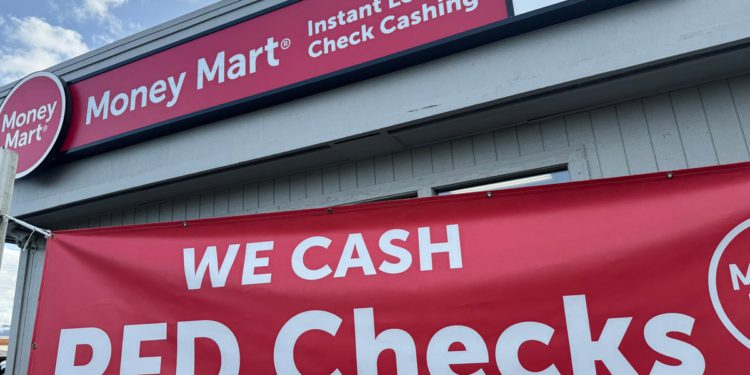 Money
Mart®
Money Mart®
Instant
Check Cashing
WE CASH
PFD Checks